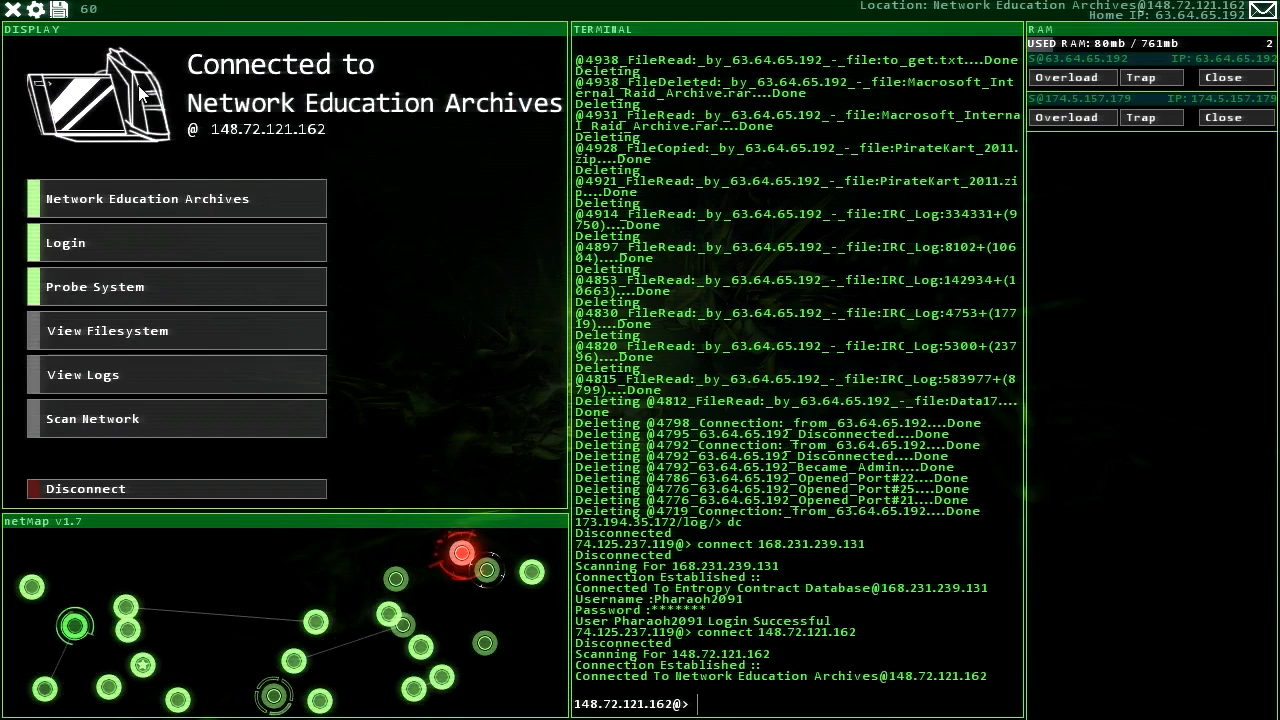 60
Location: Network Education Archives@148.72.121.162
Home IP: 63.64.65.192
DISPLAY
Connected to
Network Education Archives
@ 148.72.121.162
Network Education Archives
Login
Probe System
View Filesystem
View Logs
Scan Network
Disconnect
netMap v1.7
TERMINAL
@4938_FileRead:_by_63.64.65.192_-_file:to_get.txt....Done
Deleting
@4938_FileDeleted:_by_63.64.65.192_-_file:Macrosoft_Int
ernal_Raid_Archive.rar....Done
Deleting
@4931_FileRead:_by_63.64.65.192_-_file:Macrosoft_Interna
l_Raid_Archive.rar....Done
Deleting
@4928_FileCopied:_by_63.64.65.192_-_file:PirateKart_2011.
zip....Done
Deleting
@4921_FileRead:_by_63.64.65.192_-_file:PirateKart_2011.zi
p....Done
Deleting
@4914_FileRead:_by_63.64.65.192_-_file:IRC_Log:334331+(9
750)....Done
Deleting
@4897_FileRead:_by_63.64.65.192_-_file:IRC_Log:8102+(106
04)....Done
Deleting
@4853_FileRead:_by_63.64.65.192_-_file:IRC_Log:142934+(1
0663)....Done
Deleting
@4830_FileRead:_by_63.64.65.192_-_file:IRC_Log:4753+(177
19)....Done
Deleting
@4820_FileRead:_by_63.64.65.192_-_file:IRC_Log:5300+(237
96)....Done
Deleting
@4815_FileRead:_by_63.64.65.192_-_file:IRC_Log:583977+(8
799)....Done
Deleting @4812_FileRead:_by_63.64.65.192_-_file:Data17....
Done
Deleting @4798_Connection:_from_63.64.65.192....Done
Deleting @4795_63.64.65.192_Disconnected....Done
Deleting @4792_Connection:_from_63.64.65.192....Done
Deleting @4792_63.64.65.192_Disconnected....Done
Deleting @4792_63.64.65.192_Became_Admin....Done
Deleting @4786_63.64.65.192_Opened_Port#22....Done
Deleting @4776_63.64.65.192_Opened_Port#25....Done
Deleting @4776_63.64.65.192_Opened_Port#21....Done
Deleting @4719_Connection:_from_63.64.65.192....Done
173.194.35.172/log/> dc
Disconnected
74.125.237.119@> connect 168.231.239.131
Disconnected
Scanning For 168.231.239.131
Connection Established ::
Connected To Entropy Contract Database@168.231.239.131
Username :Pharaoh2091
Password :*******
User Pharaoh2091 Login Successful
74.125.237.119@> connect 148.72.121.162
Disconnected
Scanning For 148.72.121.162
Connection Established ::
Connected To Network Education Archives@148.72.121.162
148.72.121.162@>
RAM
USED RAM: 80mb / 761mb 2
S@63.64.65.192 IP: 63.64.65.192
Overload Trap Close
S@174.5.157.179 IP: 174.5.157.179
Overload Trap Close